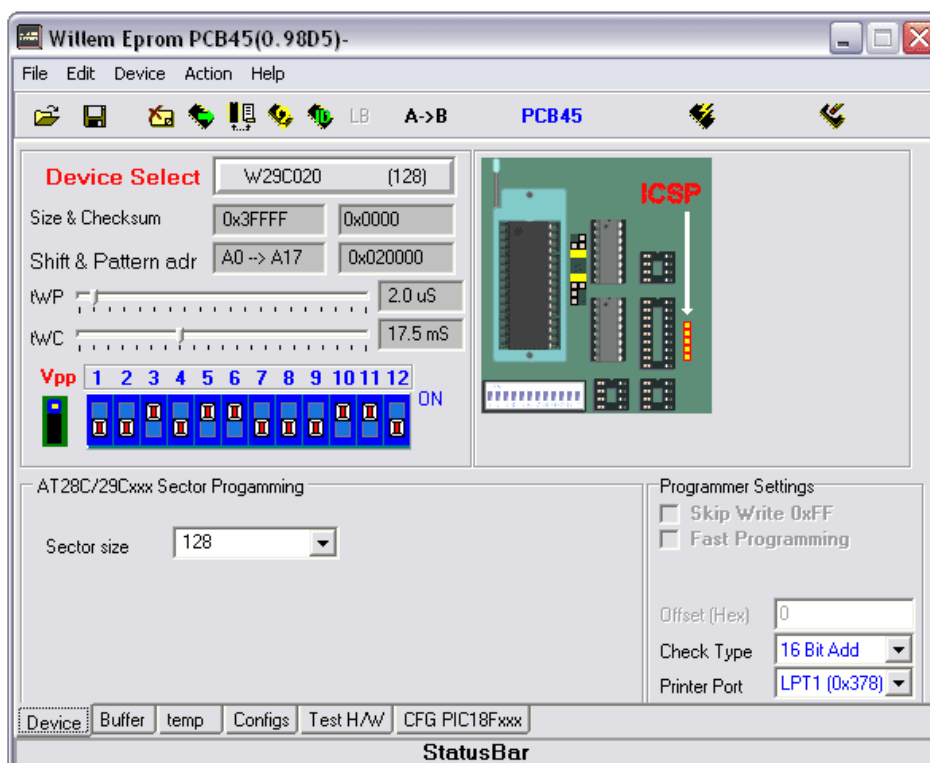 Willem Eprom PCB45(0.98D5)-
File Edit Device Action Help
LB A->B PCB45
Device Select W29C020 (128)
Size & Checksum 0x3FFFF 0x0000
Shift & Pattern adr A0 --> A17 0x020000
tWP 2.0 uS
tWC 17.5 mS
Vpp 1 2 3 4 5 6 7 8 9 10 11 12
ON
ICSP
AT28C/29Cxxx Sector Progamming
Sector size 128
Programmer Settings
Skip Write 0xFF
Fast Programming
Offset (Hex) 0
Check Type 16 Bit Add
Printer Port LPT1 (0x378)
Device Buffer temp Configs Test H/W CFG PIC18Fxxx
StatusBar